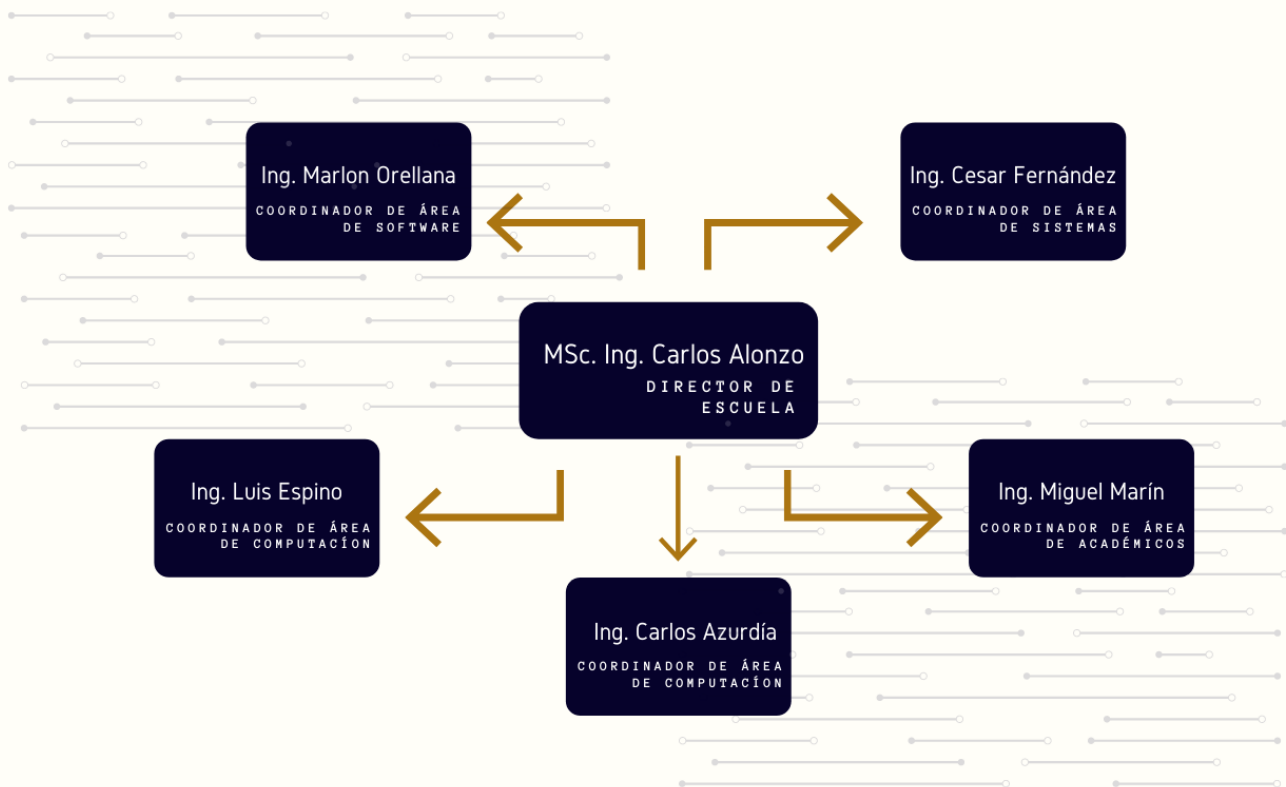 Ing. Marlon Orellana
COORDINADOR DE ÁREA
DE SOFTWARE
Ing. Cesar Fernández
COORDINADOR DE ÁREA
DE SISTEMAS
MSc. Ing. Carlos Alonzo
DIRECTOR DE
ESCUELA
Ing. Luis Espino
COORDINADOR DE ÁREA
DE COMPUTACÍON
Ing. Miguel Marín
COORDINADOR DE ÁREA
DE ACADÉMICOS
Ing. Carlos Azurdía
COORDINADOR DE ÁREA
DE COMPUTACÍON